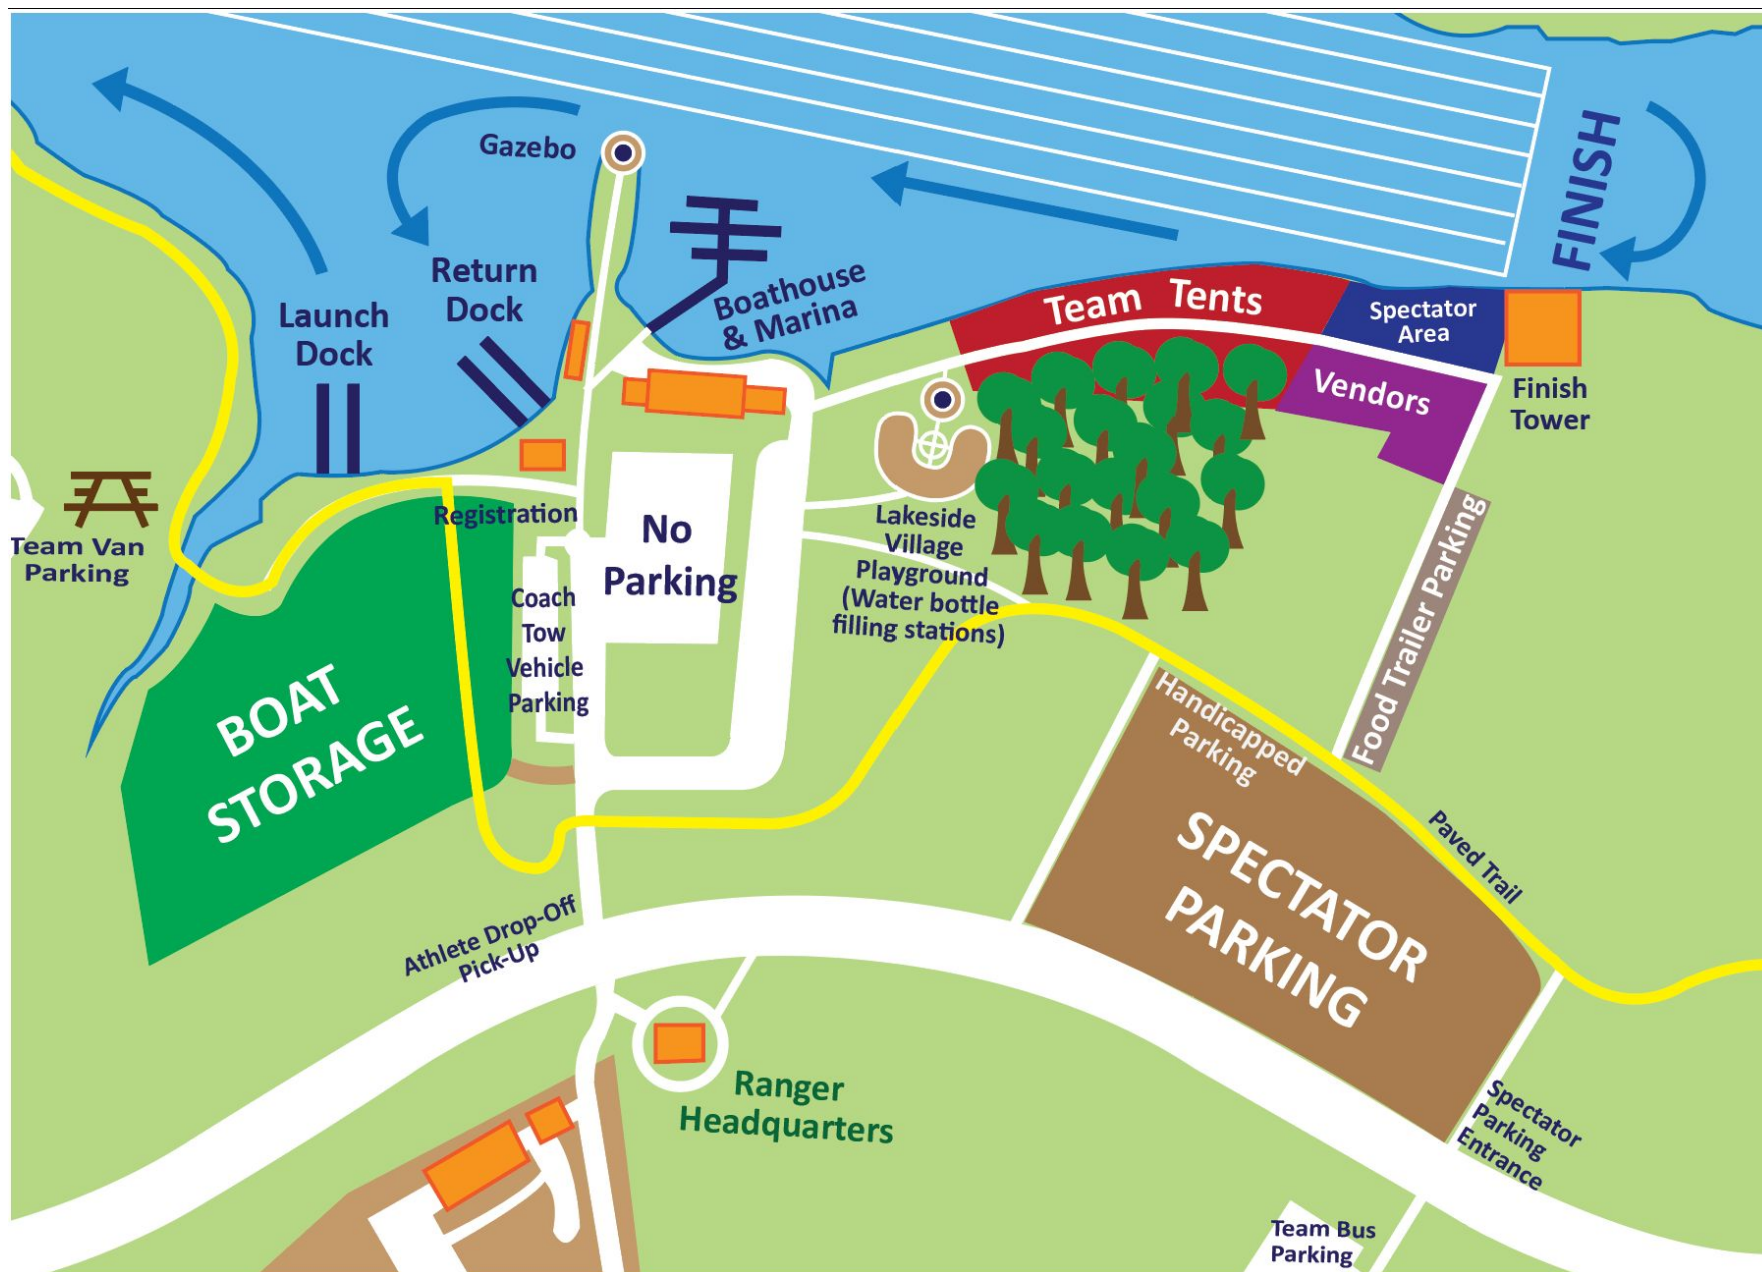 FINISH
Gazebo
Return
Dock
Launch
Dock
Boathouse
& Marina
Team Tents
Spectator
Area
Vendors
Finish
Tower
Team Van
Parking
Registration
No
Parking
Coach
Tow
Vehicle
Parking
Lakeside
Village
Playground
(Water bottle
filling stations)
Food Trailer Parking
BOAT
STORAGE
Handicapped
Parking
SPECTATOR
PARKING
Paved Trail
Athlete Drop-Off
Pick-Up
Ranger
Headquarters
Spectator
Parking
Entrance
Team Bus
Parking